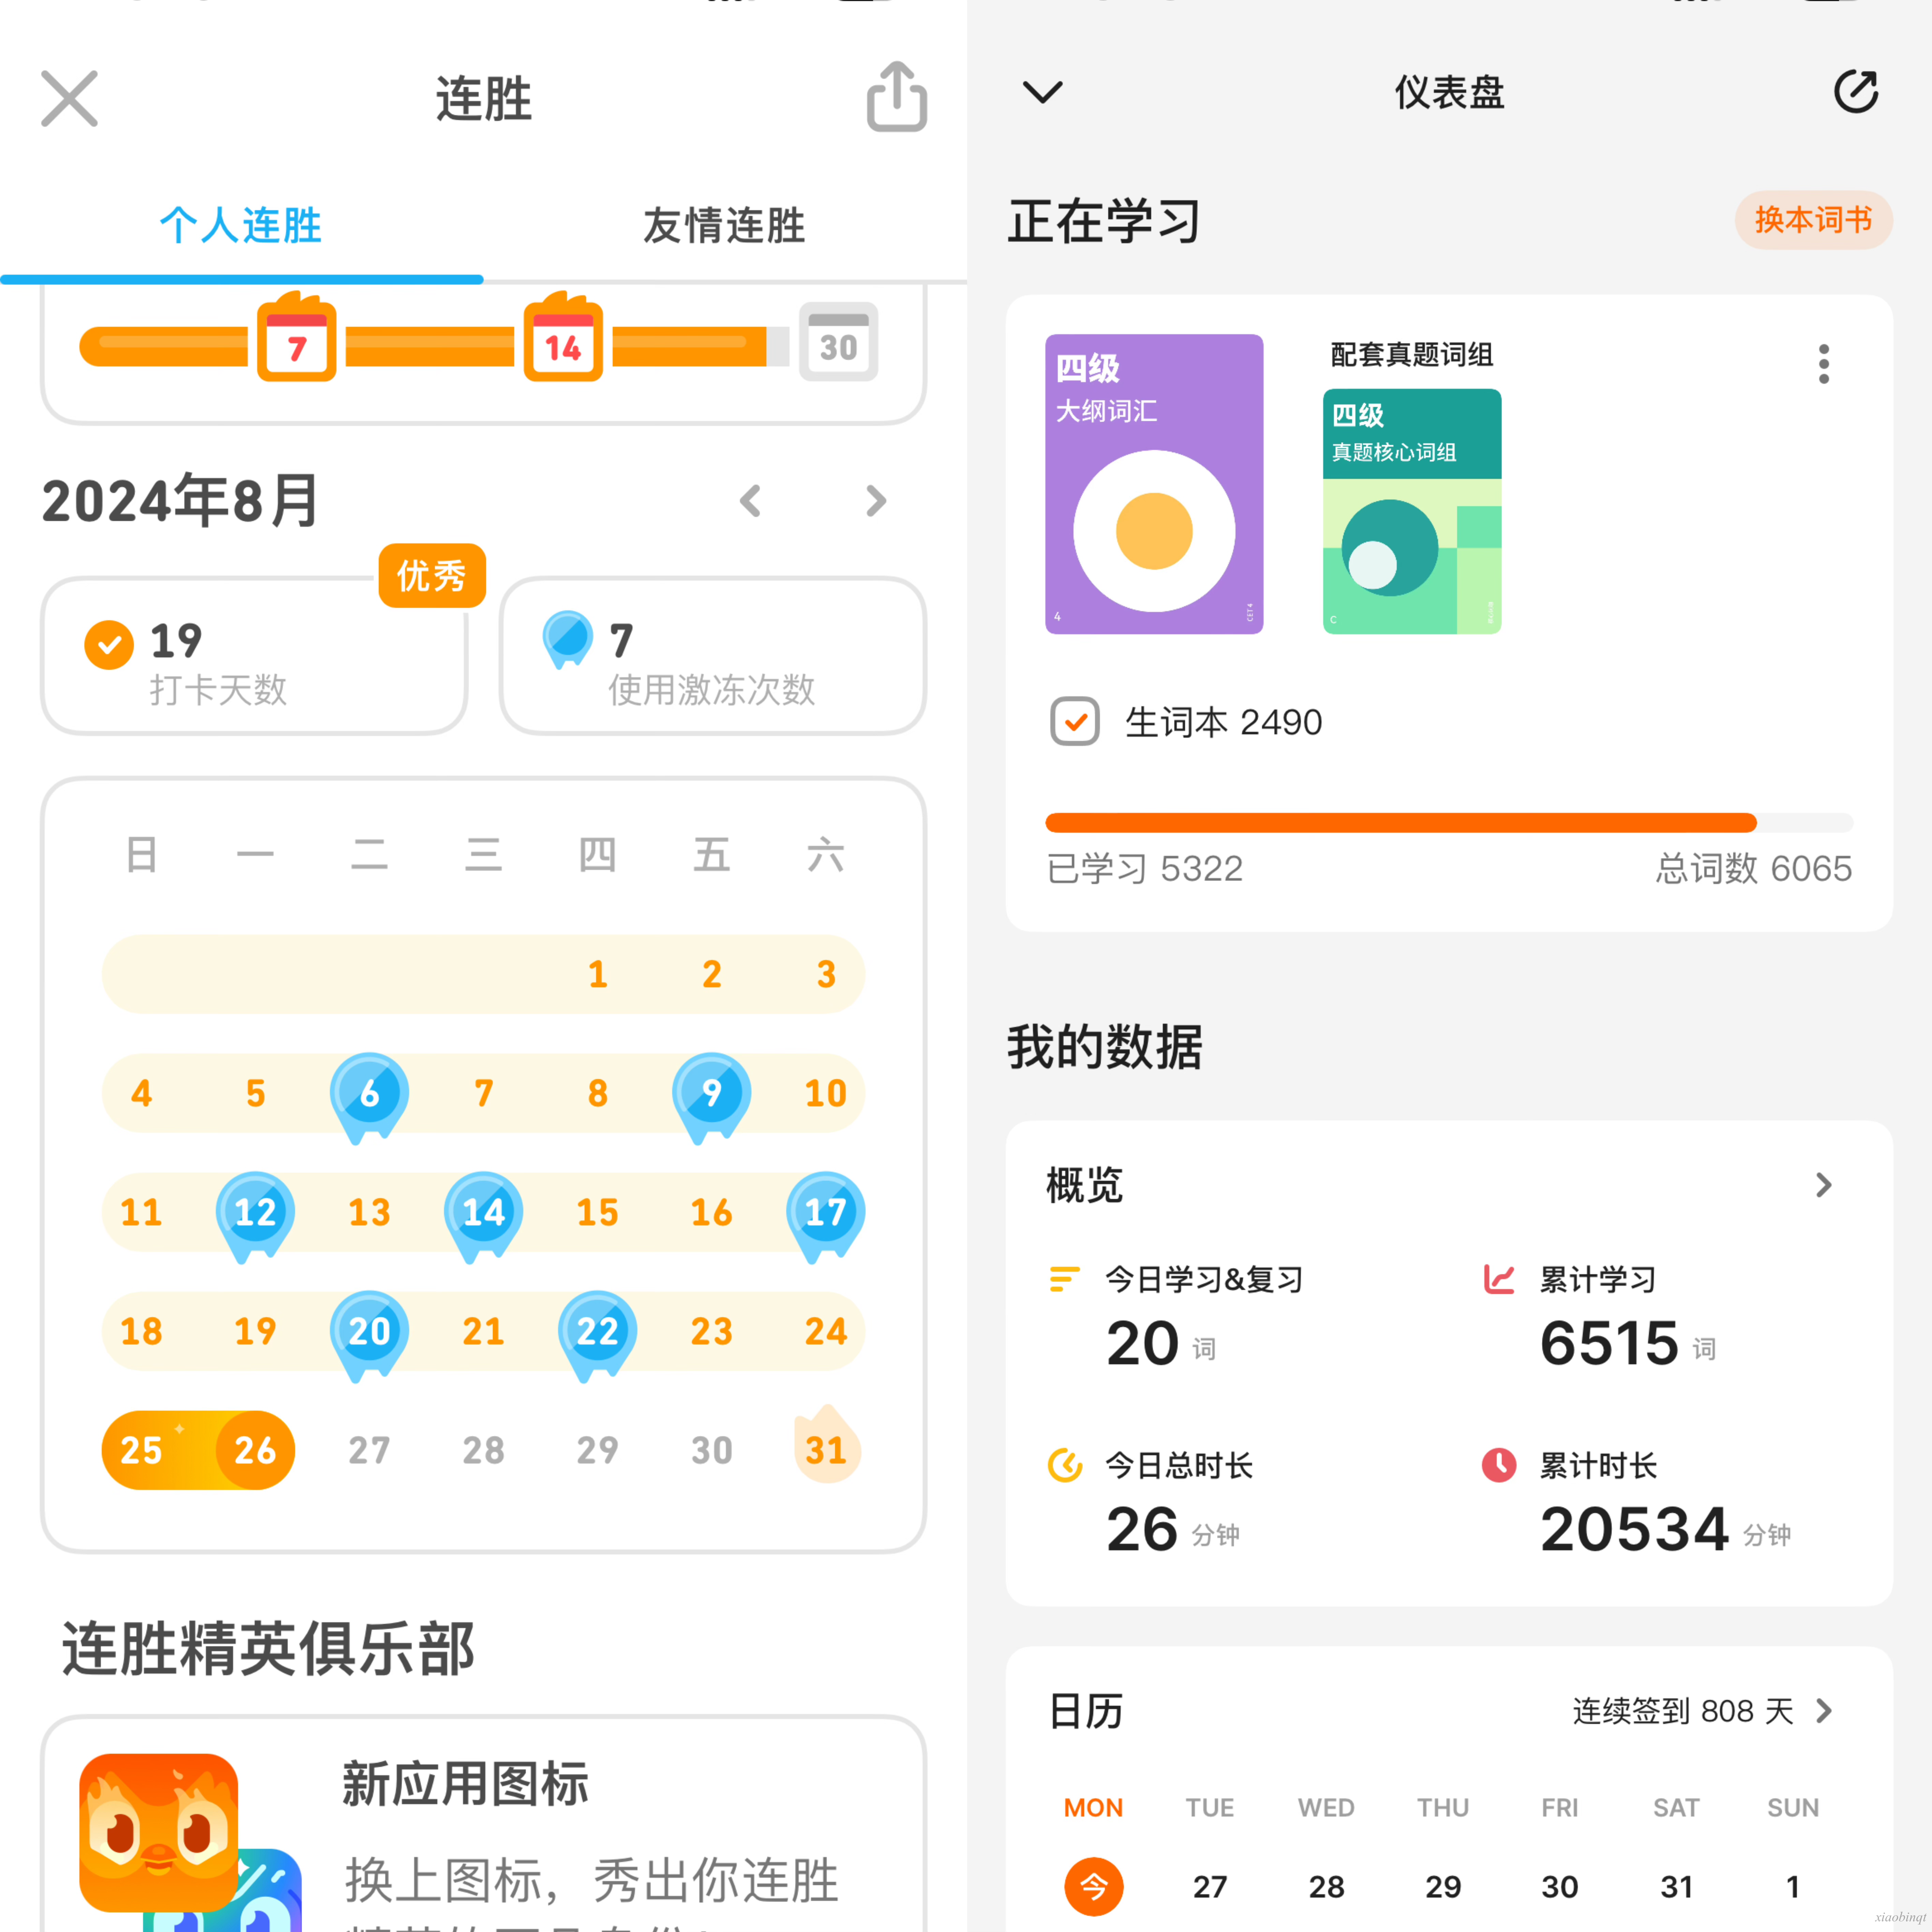 连胜
个人连胜 友情连胜
7 14 30
2024年8月
优秀
19 7
打卡天数 使用激冻次数
日 一 二 三 四 五 六
1 2 3
4 5 6 7 8 9 10
11 12 13 14 15 16 17
18 19 20 21 22 23 24
25 26 27 28 29 30 31
连胜精英俱乐部
新应用图标
换上图标，秀出你连胜
仪表盘
正在学习 换本词书
四级
大纲词汇
4 CET4
配套真题词组
四级
真题核心词组
C
生词本 2490
已学习 5322 总词数 6065
我的数据
概览
今日学习&复习 累计学习
20 词 6515 词
今日总时长 累计时长
26 分钟 20534 分钟
日历 连续签到 808 天
MON TUE WED THU FRI SAT SUN
今 27 28 29 30 31 1
xiaobinqt